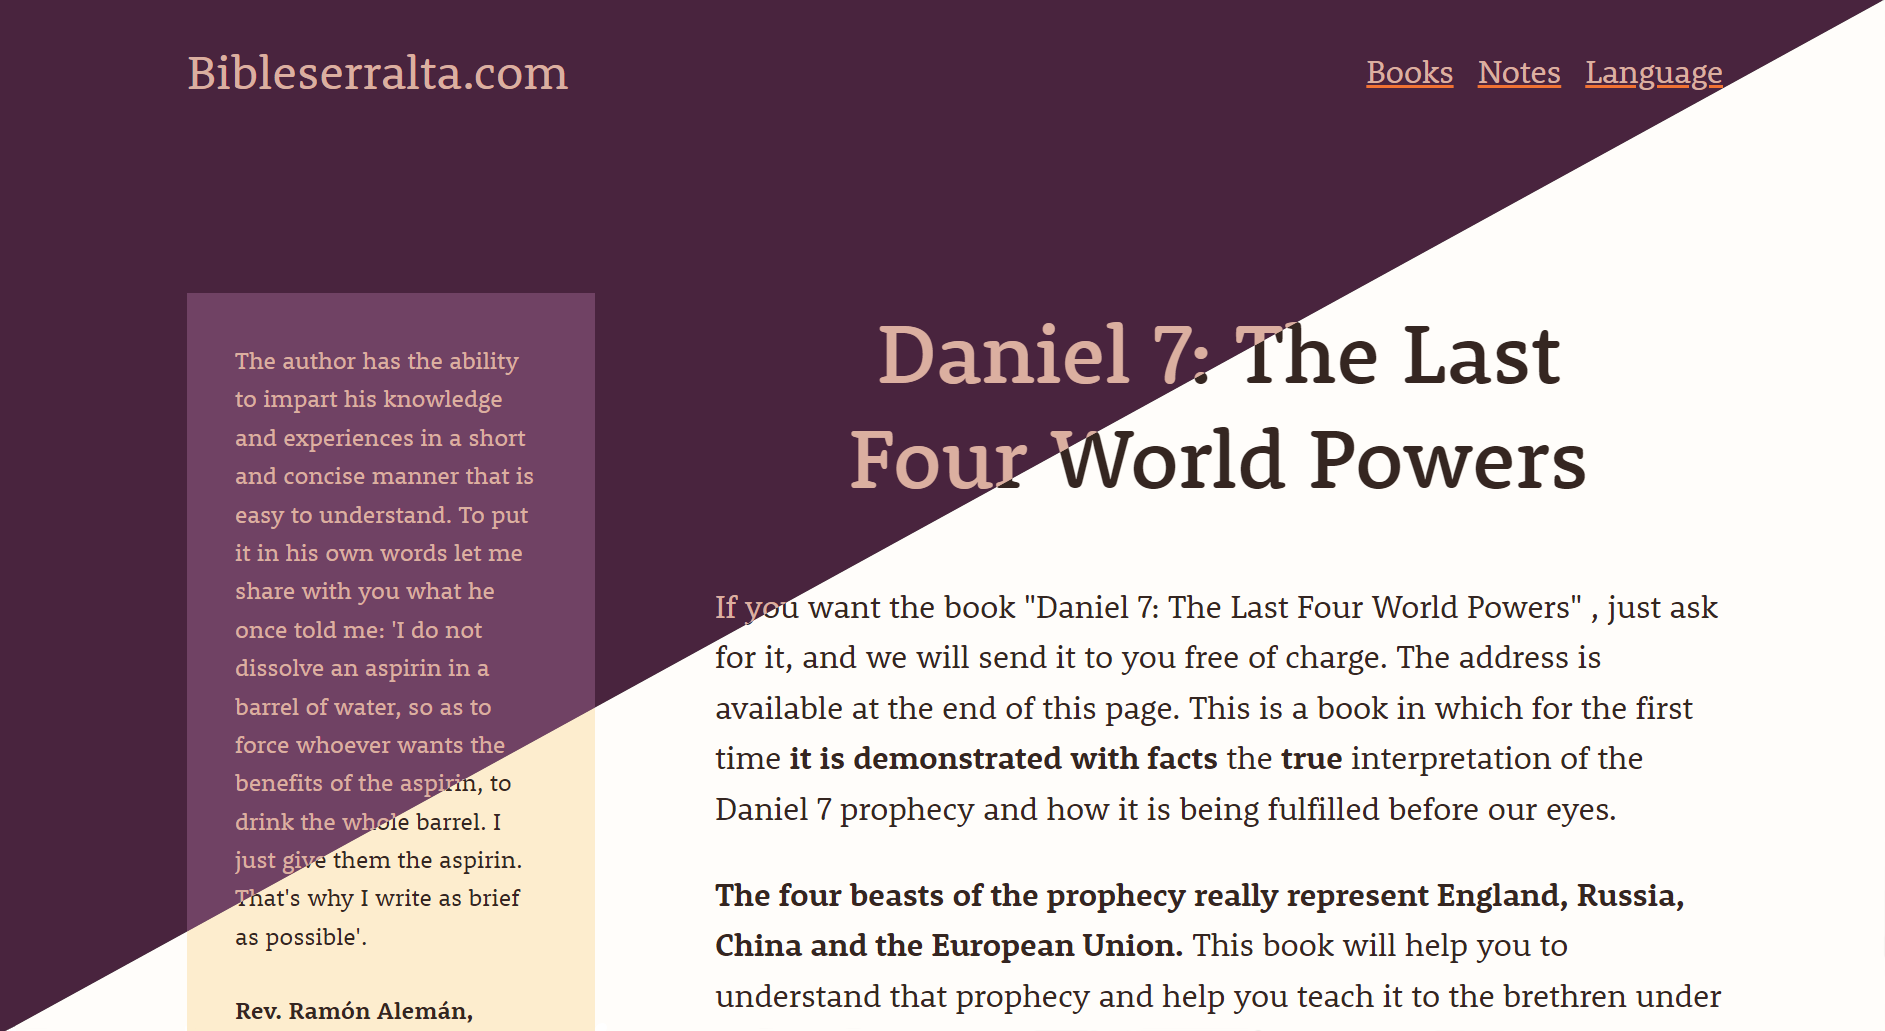 Bibleserralta.com
Books Notes Language
The author has the ability
to impart his knowledge
and experiences in a short
and concise manner that is
easy to understand. To put
it in his own words let me
share with you what he
once told me: 'I do not
dissolve an aspirin in a
barrel of water, so as to
force whoever wants the
benefits of the aspirin, to
drink the whole barrel. I
just give them the aspirin.
That's why I write as brief
as possible'.
Rev. Ramón Alemán,
Daniel 7: The Last
Four World Powers
If you want the book "Daniel 7: The Last Four World Powers" , just ask
for it, and we will send it to you free of charge. The address is
available at the end of this page. This is a book in which for the first
time it is demonstrated with facts the true interpretation of the
Daniel 7 prophecy and how it is being fulfilled before our eyes.
The four beasts of the prophecy really represent England, Russia,
China and the European Union. This book will help you to
understand that prophecy and help you teach it to the brethren under